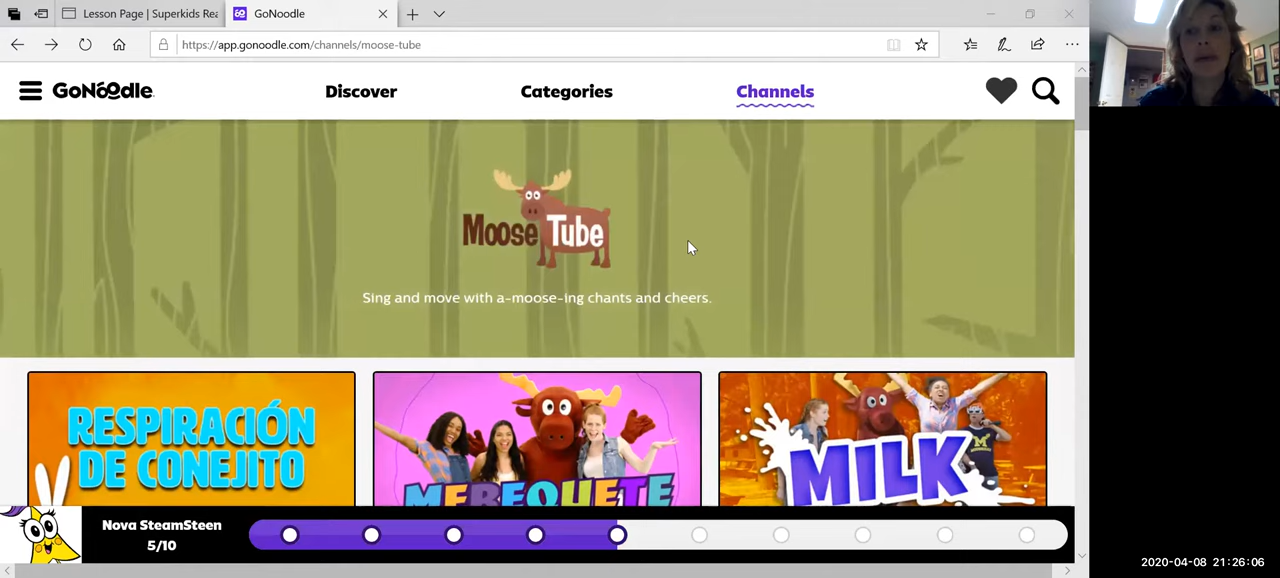 Lesson Page | Superkids Rea
GoNoodle
https://app.gonoodle.com/channels/moose-tube
GoNoodle
Discover
Categories
Channels
Moose Tube
Sing and move with a-moose-ing chants and cheers.
RESPIRACIÓN
DE CONEJITO
MEREQUETE
MILK
M
Nova SteamSteen
5/10
2020-04-08 21:26:06